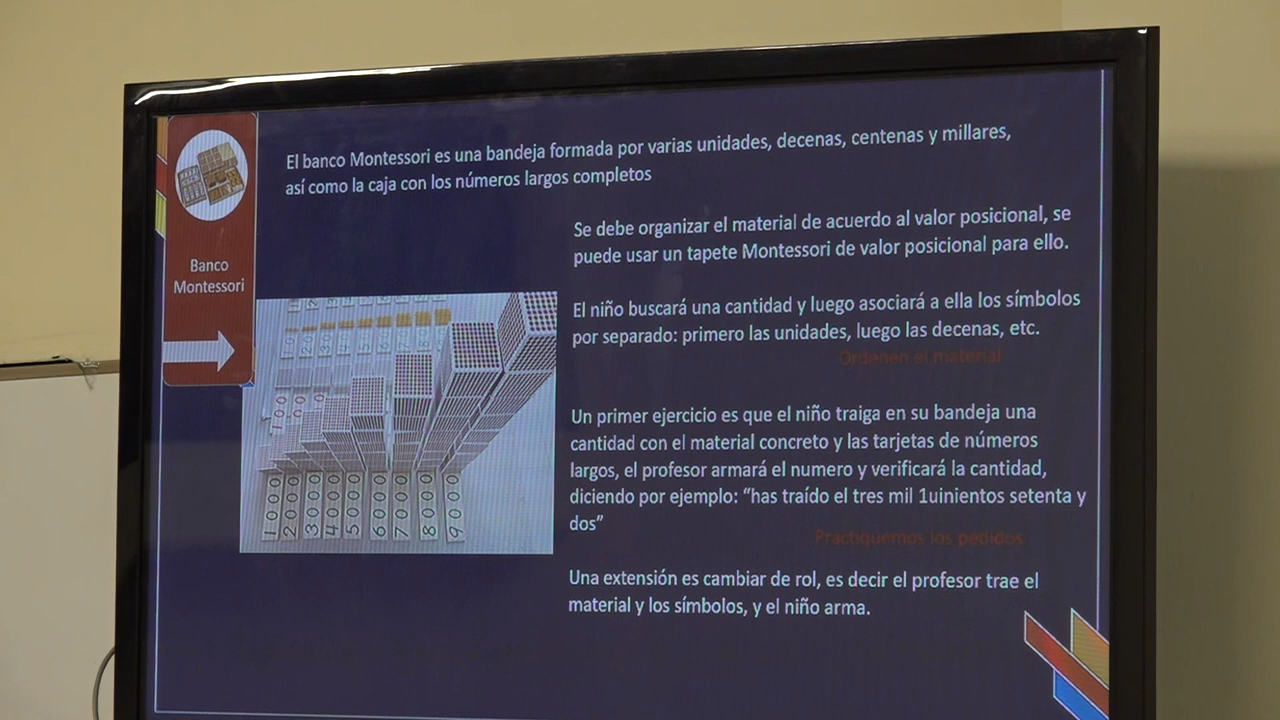 El banco Montessori es una bandeja formada por varias unidades, decenas, centenas y millares,
así como la caja con los números largos completos
Banco
Montessori
Se debe organizar el material de acuerdo al valor posicional, se
puede usar un tapete Montessori de valor posicional para ello.
El niño buscará una cantidad y luego asociará a ella los símbolos
por separado: primero las unidades, luego las decenas, etc.
Ordenen el material
Un primer ejercicio es que el niño traiga en su bandeja una
cantidad con el material concreto y las tarjetas de números
largos, el profesor armará el numero y verificará la cantidad,
diciendo por ejemplo: “has traído el tres mil 1uinientos setenta y
dos”
Practiquemos los pedidos
Una extensión es cambiar de rol, es decir el profesor trae el
material y los símbolos, y el niño arma.
1000 2000 3000 4000 5000 6000 7000 8000 9000